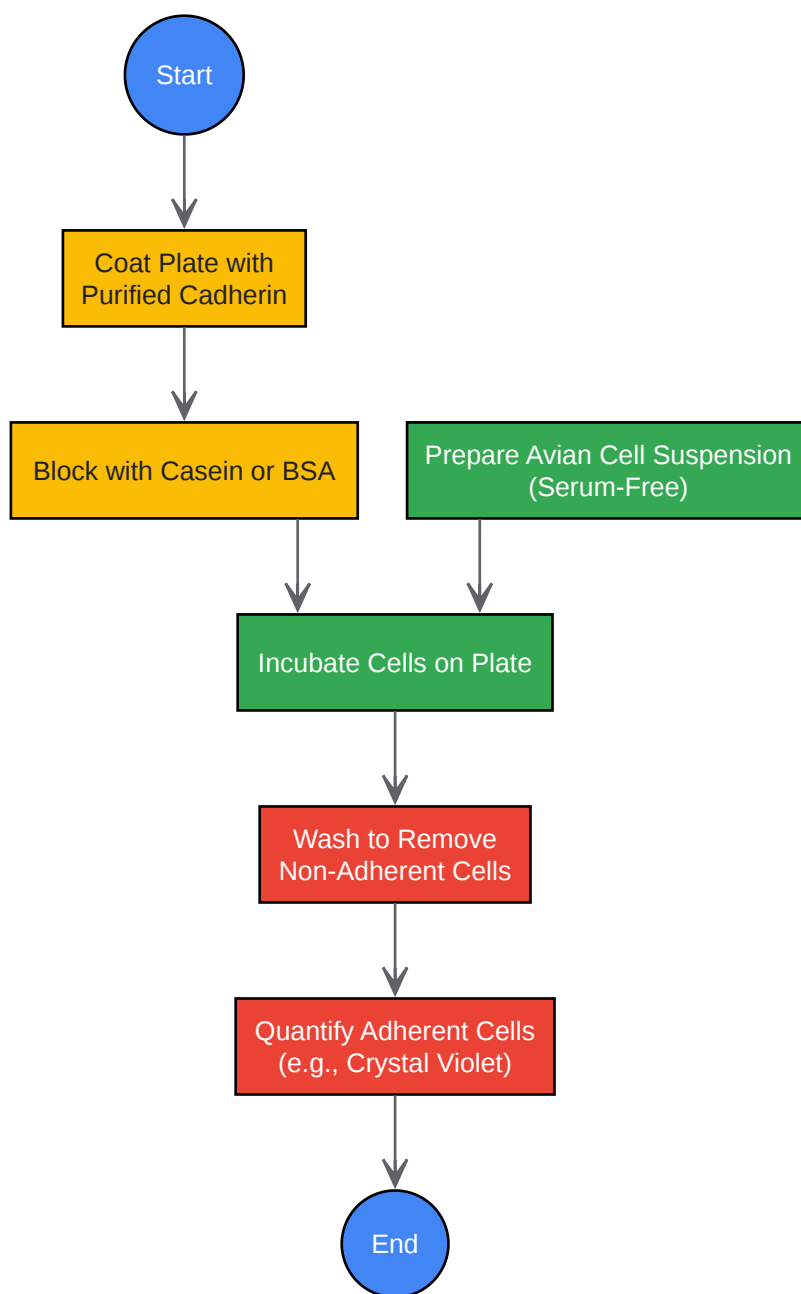 Start
Coat Plate with
Purified Cadherin
Block with Casein or BSA
Prepare Avian Cell Suspension
(Serum-Free)
Incubate Cells on Plate
Wash to Remove
Non-Adherent Cells
Quantify Adherent Cells
(e.g., Crystal Violet)
End